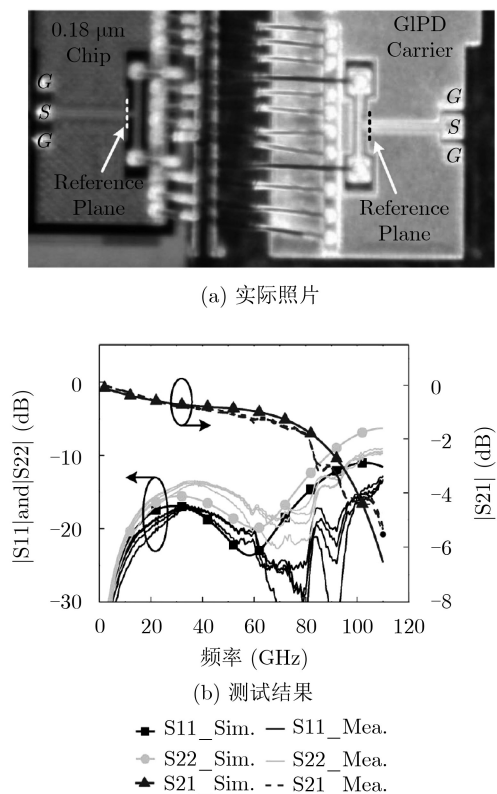 0.18 μm
Chip
GlPD
Carrier
G
S
G
G
S
G
Reference
Plane
Reference
Plane
(a) 实际照片
|S11|and|S22| (dB)
0
−10
−20
−30
0
−2
−4
−6
−8
|S21| (dB)
0 20 40 60 80 100 120
频率 (GHz)
(b) 测试结果
S11_Sim. S11_Mea.
S22_Sim. S22_Mea.
S21_Sim. S21_Mea.